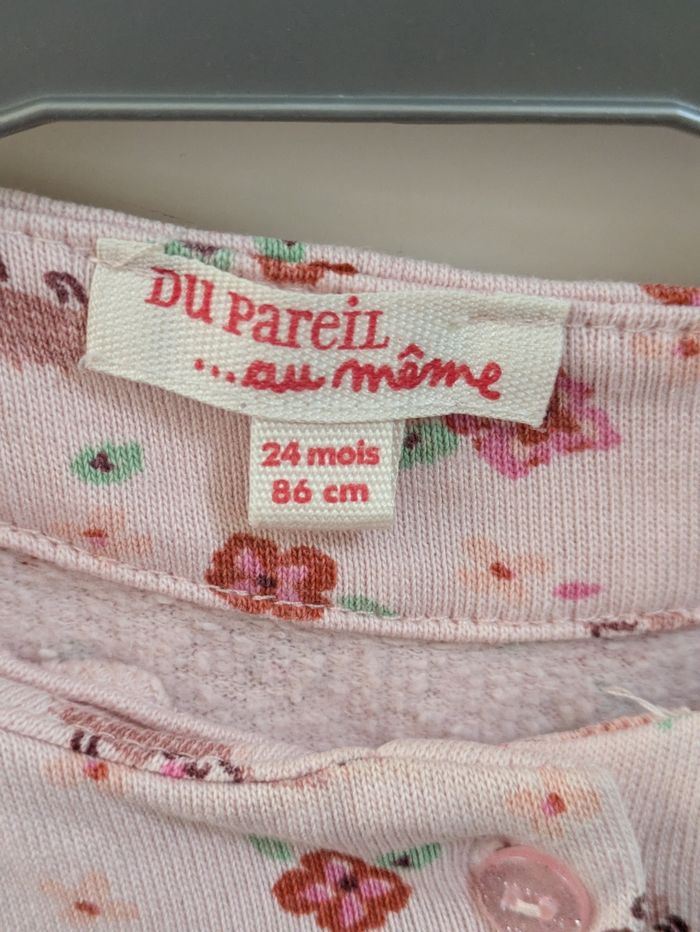 DU PAREIL
...au même
24 mois
86 cm